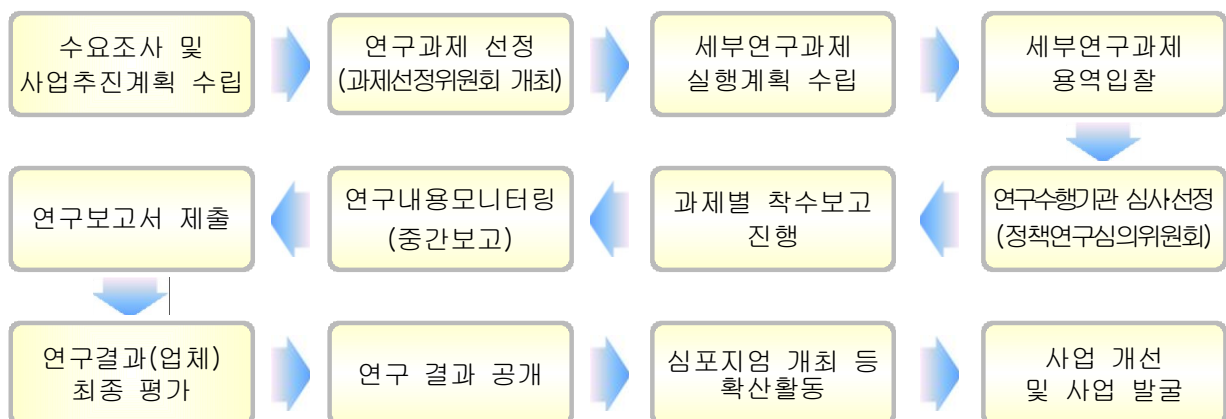 수요조사 및
사업추진계획 수립
연구과제 선정
(과제선정위원회 개최)
세부연구과제
실행계획 수립
세부연구과제
용역입찰
연구수행기관 심사·선정
(정책연구심의위원회)
과제별 착수보고
진행
연구내용모니터링
(중간보고)
연구보고서 제출
연구결과(업체)
최종 평가
연구 결과 공개
심포지엄 개최 등
확산활동
사업 개선
및 사업 발굴